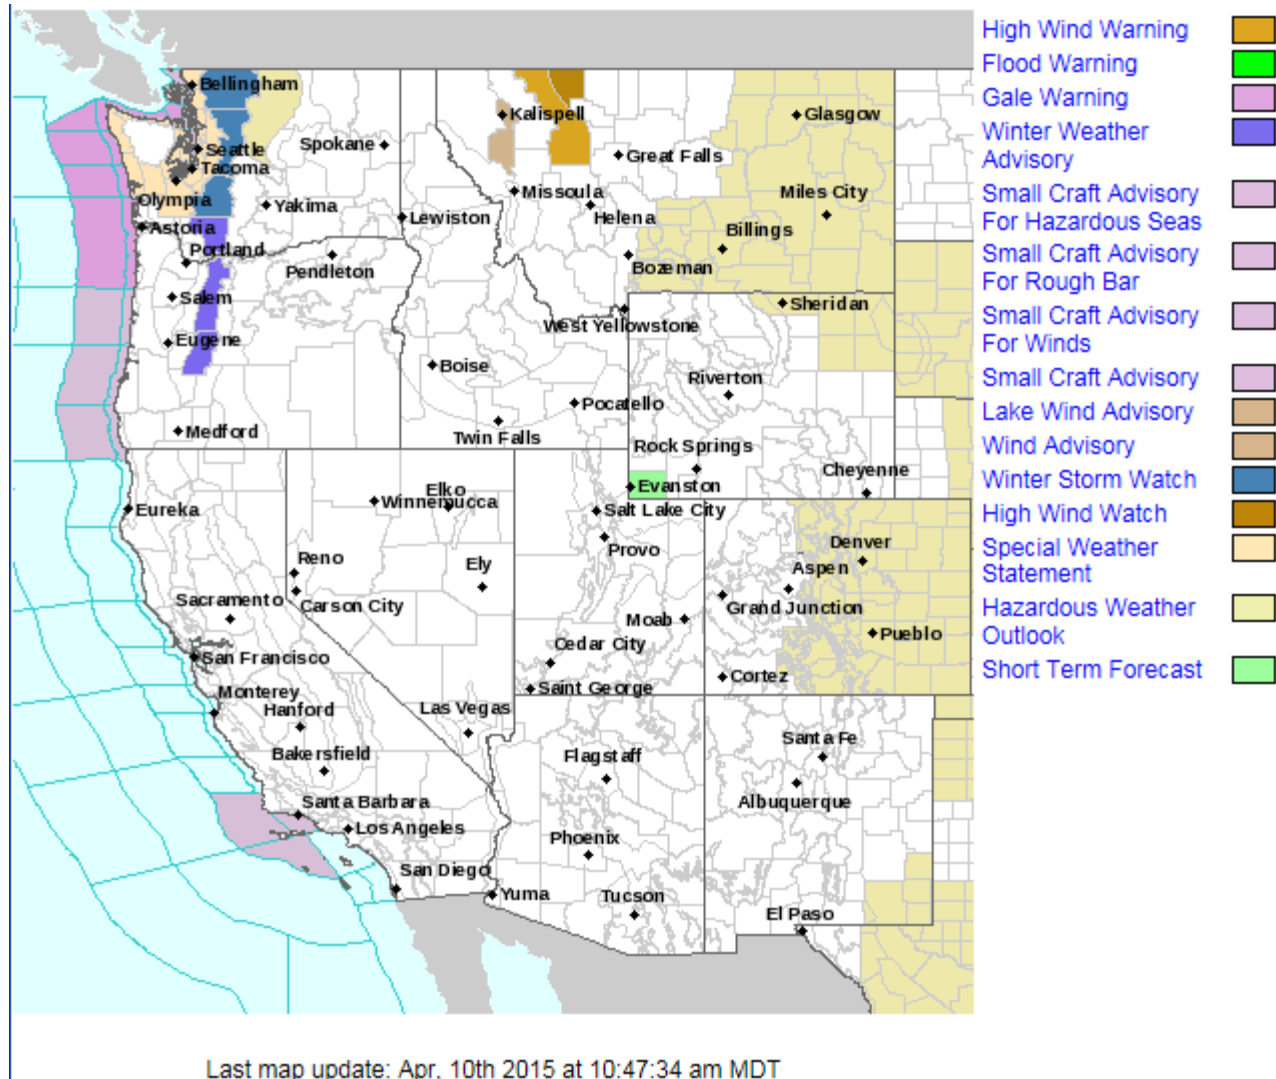 High Wind Warning
Flood Warning
Gale Warning
Winter Weather
Advisory
Small Craft Advisory
For Hazardous Seas
Small Craft Advisory
For Rough Bar
Small Craft Advisory
For Winds
Small Craft Advisory
Lake Wind Advisory
Wind Advisory
Winter Storm Watch
High Wind Watch
Special Weather
Statement
Hazardous Weather
Outlook
Short Term Forecast
Bellingham
Seattle
Tacoma
Olympia
Spokane
Yakima
Astoria
Portland
Pendleton
Salem
Eugene
Medford
Kalispell
Great Falls
Glasgow
Missoula
Helena
Miles City
Lewiston
Billings
Bozeman
West Yellowstone
Sheridan
Boise
Pocatello
Twin Falls
Riverton
Rock Springs
Cheyenne
Evanston
Eureka
Elko
Winnemucca
Reno
Carson City
Ely
Sacramento
San Francisco
Monterey
Hanford
Bakersfield
Las Vegas
Santa Barbara
Los Angeles
San Diego
Salt Lake City
Provo
Moab
Cedar City
Saint George
Denver
Aspen
Grand Junction
Pueblo
Cortez
Flagstaff
Phoenix
Yuma
Tucson
Santa Fe
Albuquerque
El Paso
Last map update: Apr. 10th 2015 at 10:47:34 am MDT